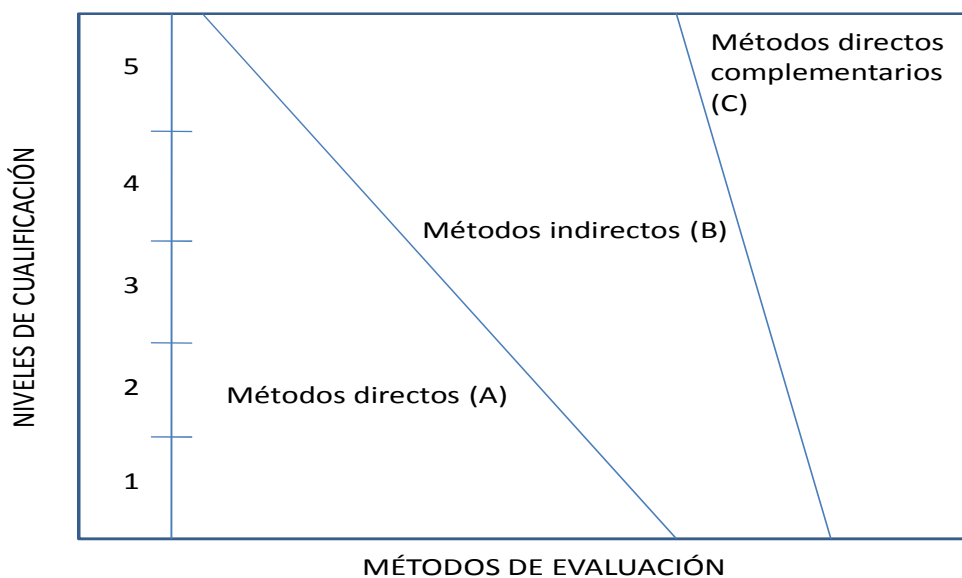 Métodos directos
complementarios
(C)
5
4
Métodos indirectos (B)
3
2
Métodos directos (A)
1
NIVELES DE CUALIFICACIÓN
MÉTODOS DE EVALUACIÓN